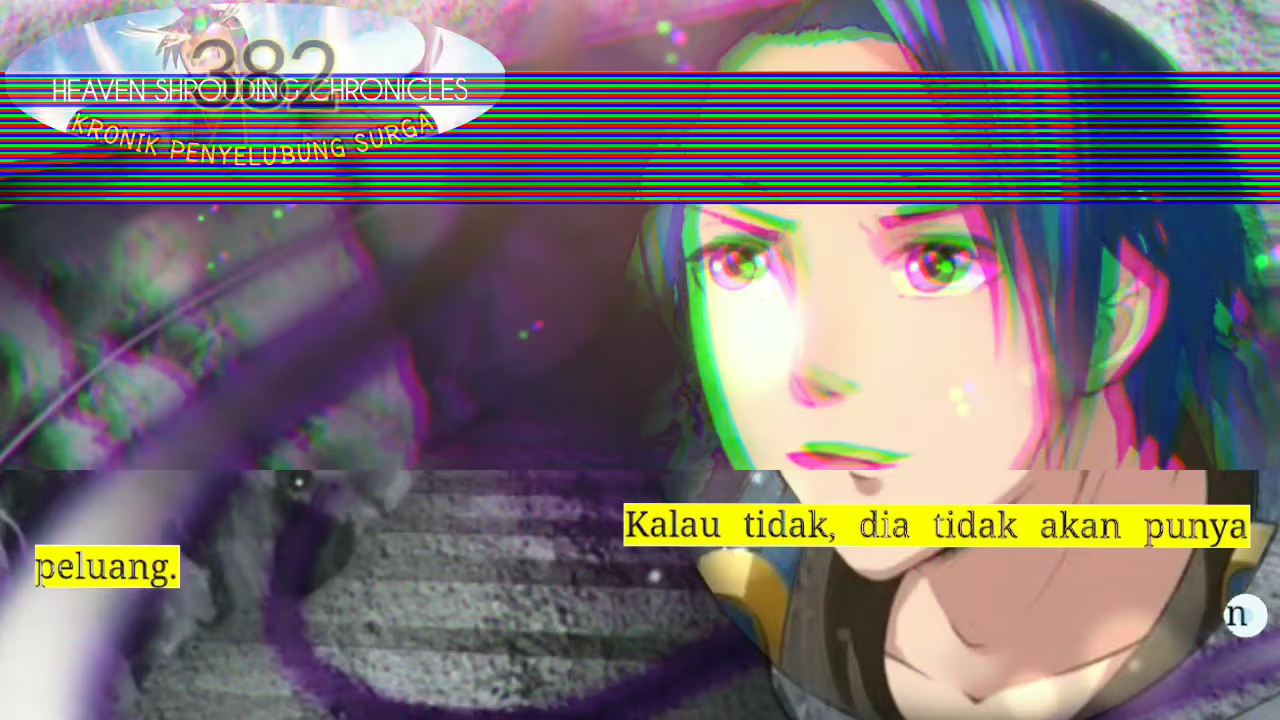 382
HEAVEN SHROUDING CHRONICLES
KRONIK PENYELUBUNG SURGA
Kalau tidak, dia tidak akan punya
peluang.
n